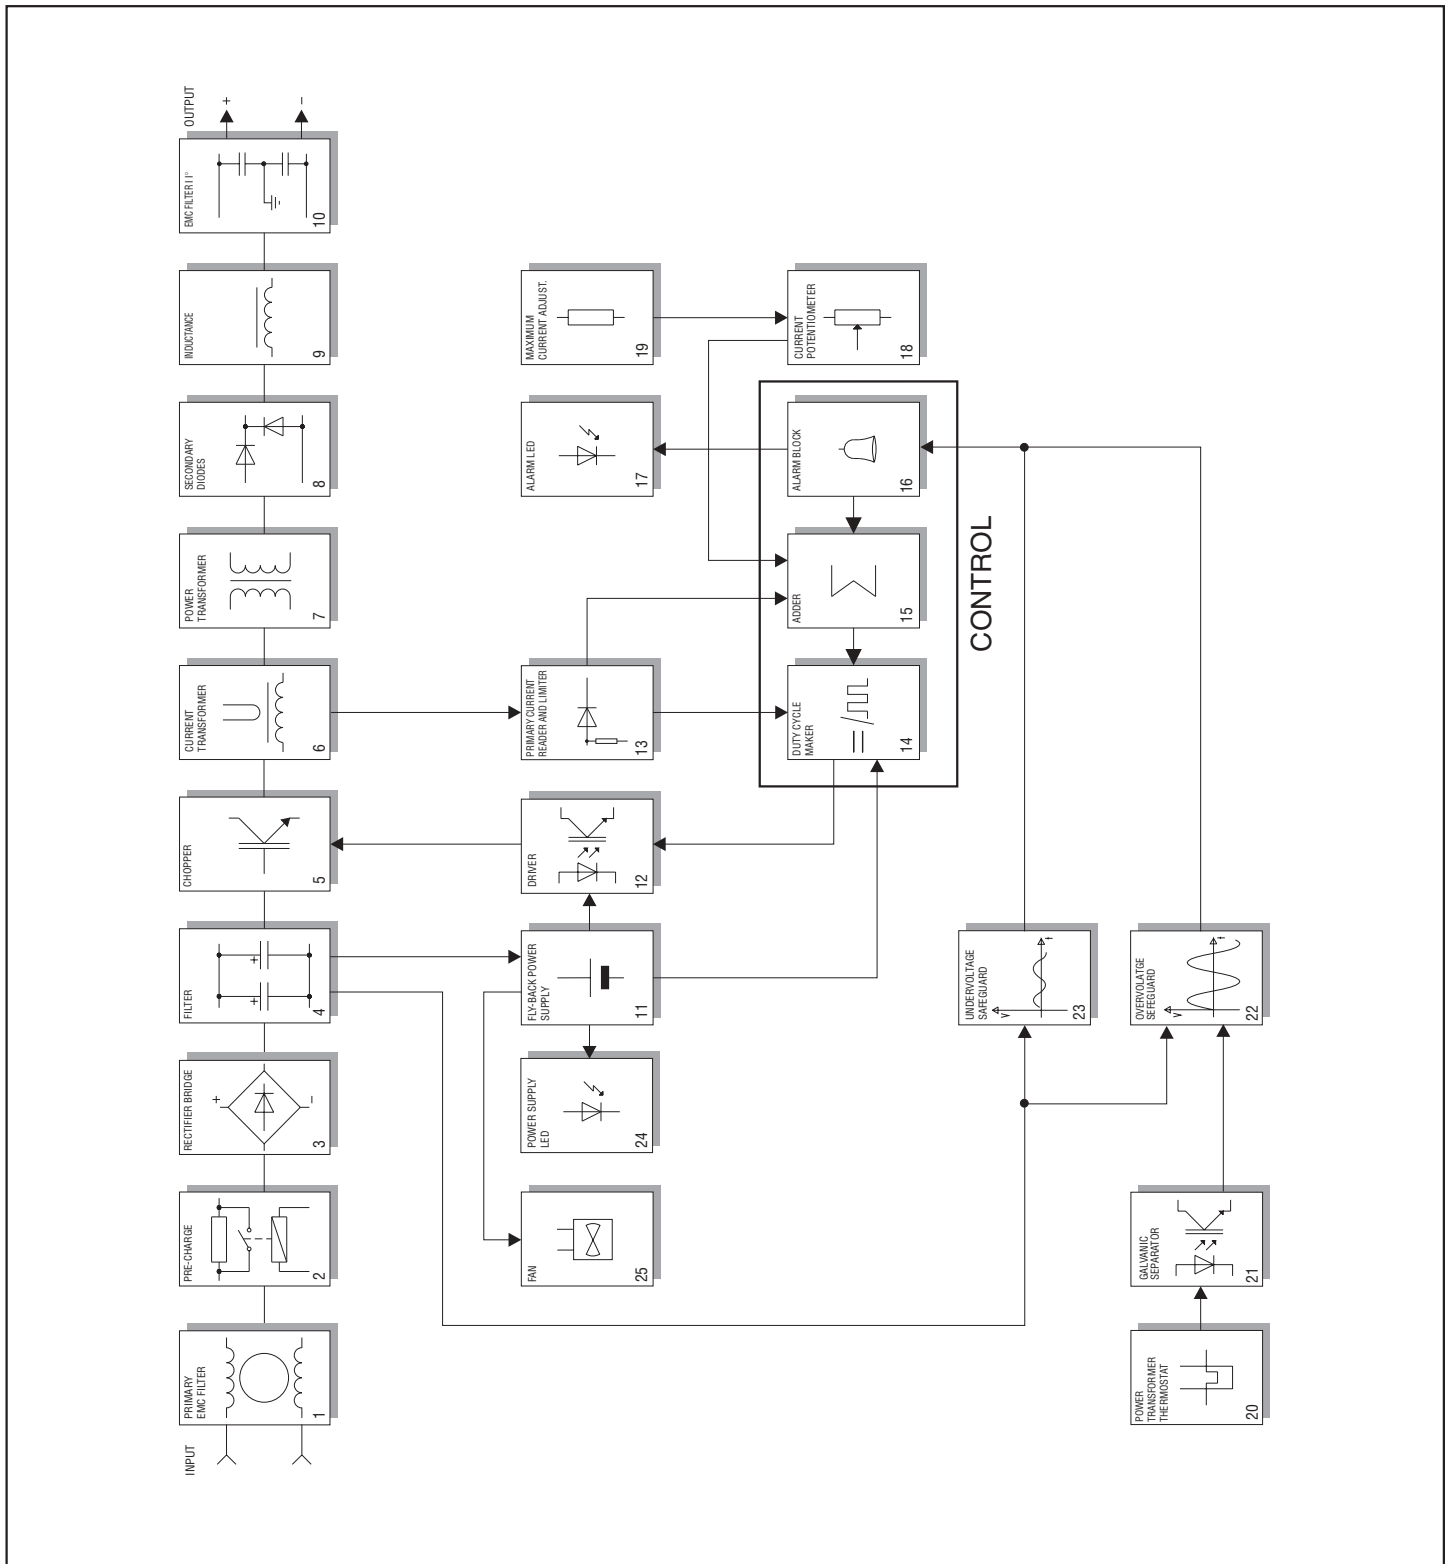 INPUT
PRIMARY
EMC FILTER
1
PRE-CHARGE
2
RECTIFIER BRIDGE
+
−
3
FILTER
+
+
4
CHOPPER
5
CURRENT
TRANSFORMER
6
POWER
TRANSFORMER
7
SECONDARY
DIODES
8
INDUCTANCE
9
EMC FILTER II°
10
OUTPUT
+
−
FAN
25
POWER SUPPLY
LED
24
FLY-BACK POWER
SUPPLY
11
DRIVER
12
PRIMARY CURRENT
READER AND LIMITER
13
ALARM LED
17
MAXIMUM
CURRENT ADJUST.
19
DUTY CYCLE
MAKER
14
ADDER
15
ALARM BLOCK
16
CURRENT
POTENTIOMETER
18
CONTROL
UNDERVOLTAGE
SAFEGUARD
V
t
23
POWER
TRANSFORMER
THERMOSTAT
20
GALVANIC
SEPARATOR
21
OVERVOLATGE
SEFEGUARD
V
t
22